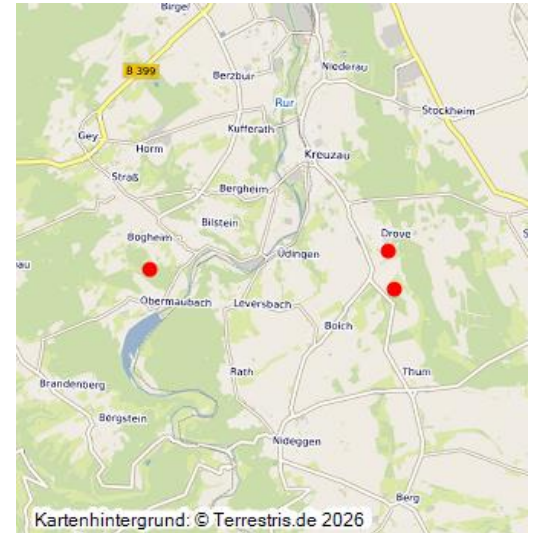 Birgel
B 399
Niederau
Berzbuir
Rur
Stockheim
Kufferath
Gey
Horm
Kreuzau
Straß
Bergheim
Bilstein
Drove
Bogheim
Üdingen
au
Obermaubach
Leversbach
Boich
Rath
Thum
Brandenberg
Bergstein
Nideggen
Berg
Kartenhintergrund: © Terrestris.de 2026